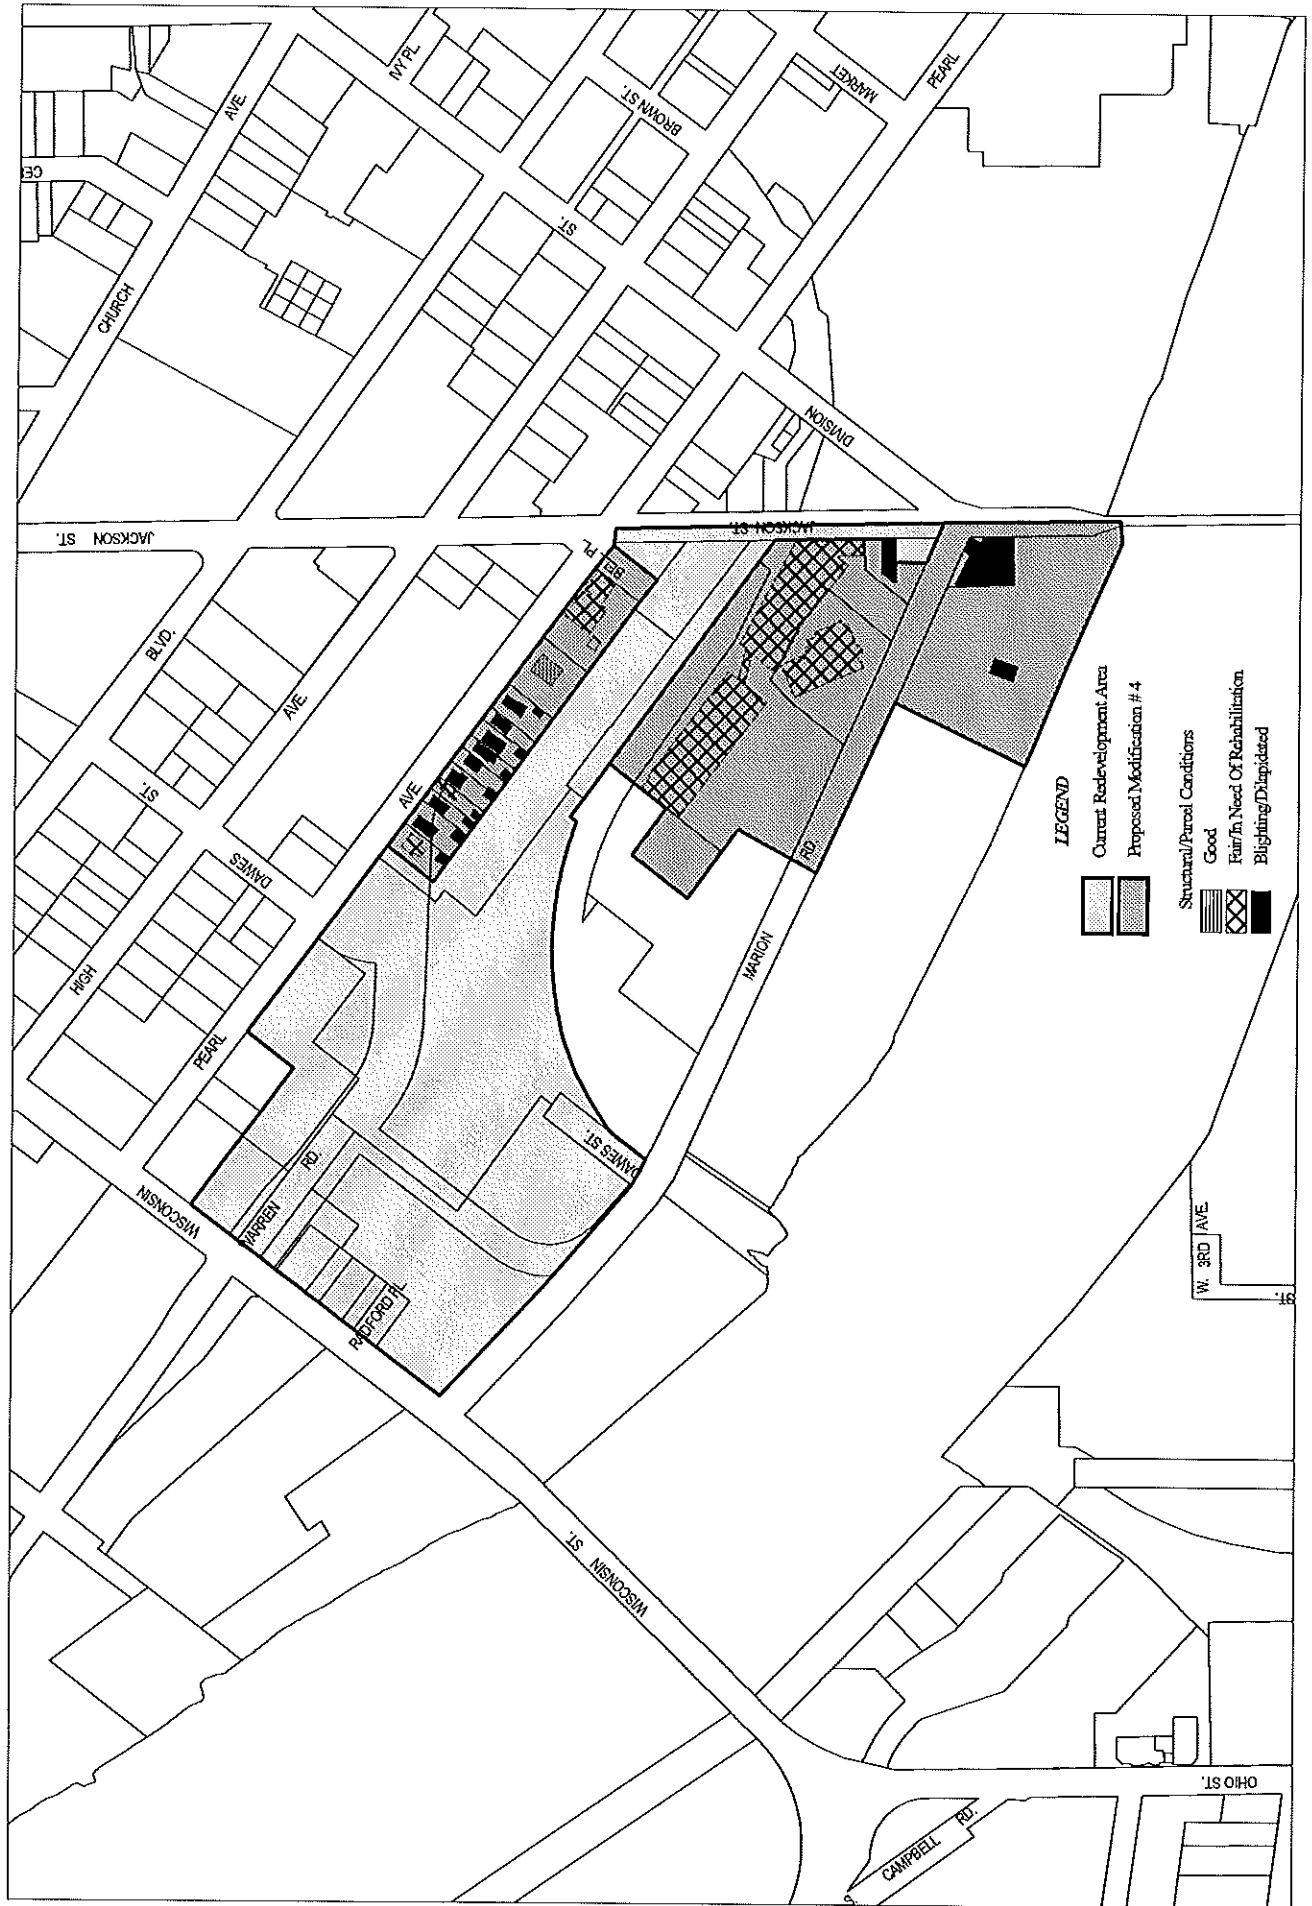 CE
AVE.
IVY PL.
BROWN ST.
MARKET
PEARL
CHURCH
ST.
DIVISION
JACKSON ST.
JACKSON ST.
BLVD.
AVE.
ST.
AVE.
DAWES
HIGH
PEARL
MARION
RD.
DAWES ST.
WARREN
RD.
RADFORD PL.
WISCONSIN
ST.
WISCONSIN
W. 3RD AVE.
ST.
OHIO ST.
S.
CAMPBELL
RD.
LEGEND
Current Redevelopment Area
Proposed Modification # 4
Structural/Parcel Conditions
Good
Fair/In Need Of Rehabilitation
Blighting/Dilapidated